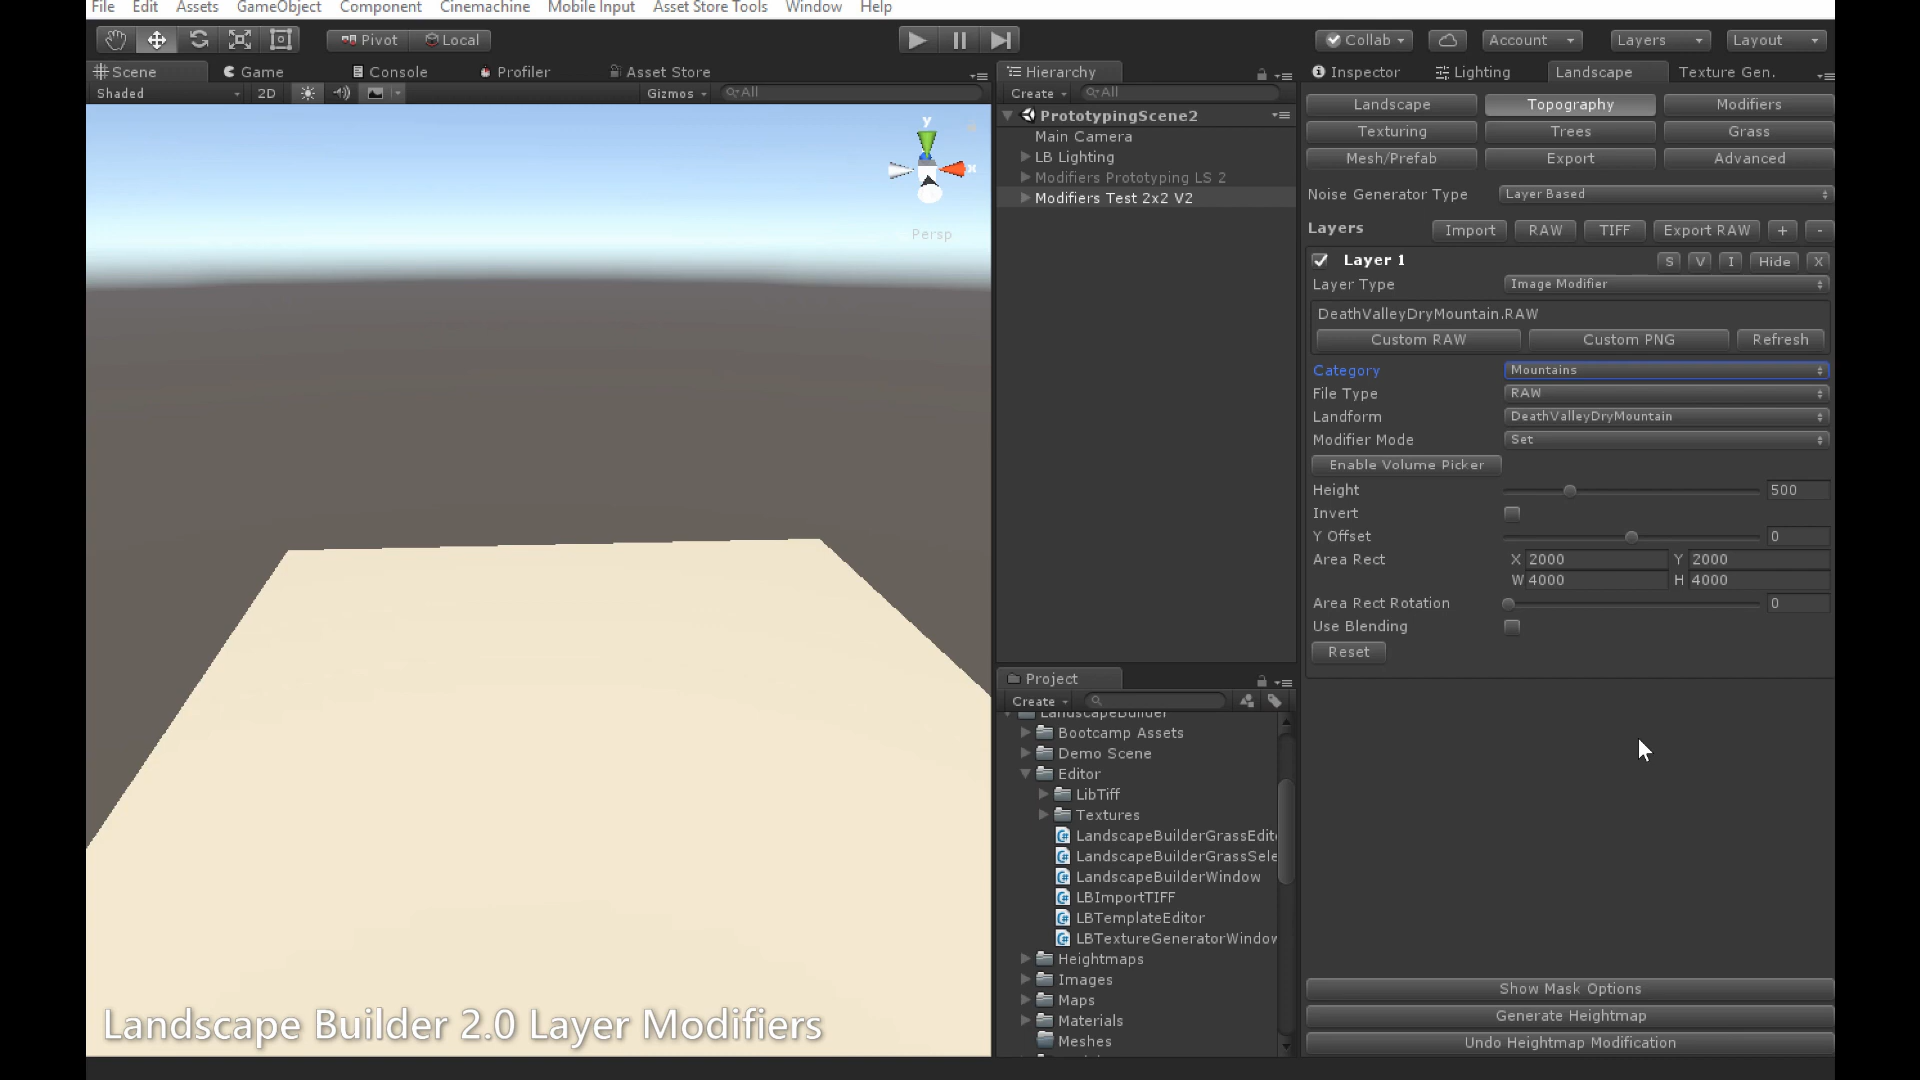 File Edit Assets GameObject Component Cinemachine Mobile Input Asset Store Tools Window Help
Pivot Local Collab Account Layers Layout
Scene Game Console Profiler Asset Store
Shaded 2D Gizmos All
y
x
Persp
Landscape Builder 2.0 Layer Modifiers
Hierarchy
Create All
PrototypingScene2
Main Camera
LB Lighting
Modifiers Prototyping LS 2
Modifiers Test 2x2 V2
Project
Create
LandscapeBuilder
Bootcamp Assets
Demo Scene
Editor
LibTiff
Textures
LandscapeBuilderGrassEdit
LandscapeBuilderGrassSele
LandscapeBuilderWindow
LBImportTIFF
LBTemplateEditor
LBTextureGeneratorWindow
Heightmaps
Images
Maps
Materials
Meshes
Inspector Lighting Landscape Texture Gen.
Landscape Topography Modifiers
Texturing Trees Grass
Mesh/Prefab Export Advanced
Noise Generator Type Layer Based
Layers Import RAW TIFF Export RAW + -
Layer 1 S V I Hide X
Layer Type Image Modifier
DeathValleyDryMountain.RAW
Custom RAW Custom PNG Refresh
Category Mountains
File Type RAW
Landform DeathValleyDryMountain
Modifier Mode Set
Enable Volume Picker
Height 500
Invert
Y Offset 0
Area Rect X 2000 Y 2000
W 4000 H 4000
Area Rect Rotation 0
Use Blending
Reset
Show Mask Options
Generate Heightmap
Undo Heightmap Modification